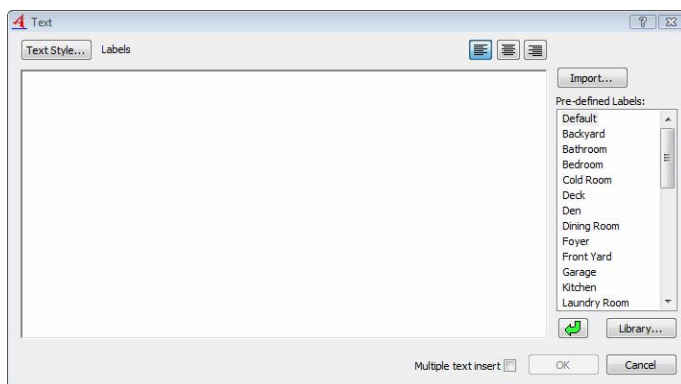 Text
Text Style... Labels
Import...
Pre-defined Labels:
Default
Backyard
Bathroom
Bedroom
Cold Room
Deck
Den
Dining Room
Foyer
Front Yard
Garage
Kitchen
Laundry Room
Library...
Multiple text insert OK Cancel